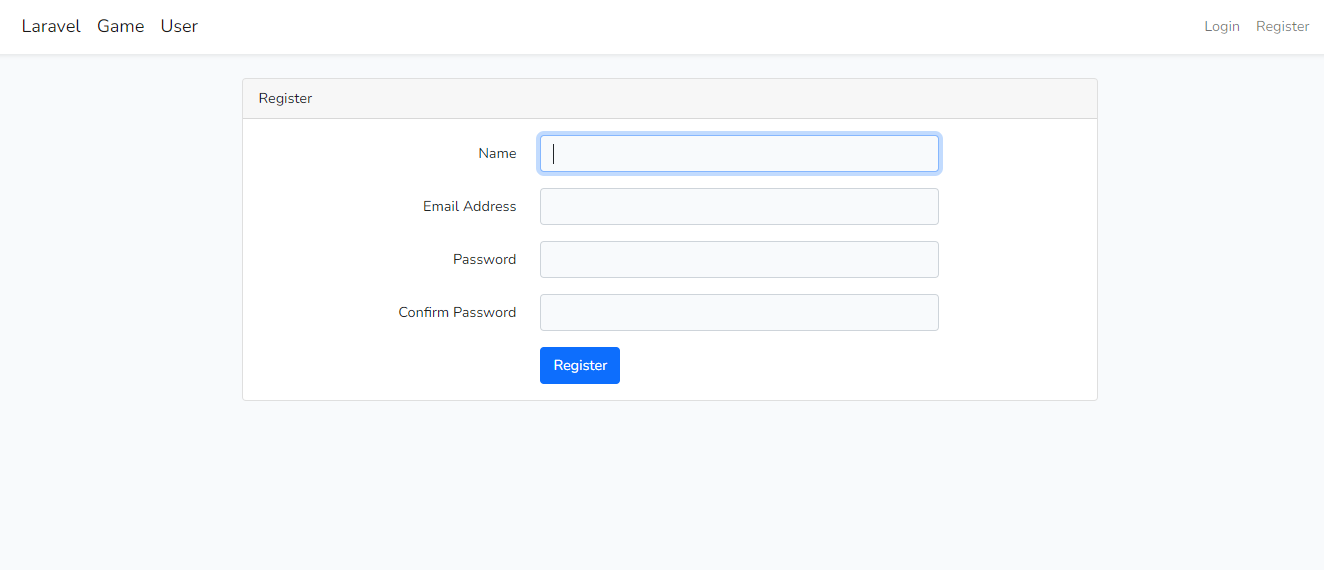 Laravel Game User Login Register
Register
Name
Email Address
Password
Confirm Password
Register